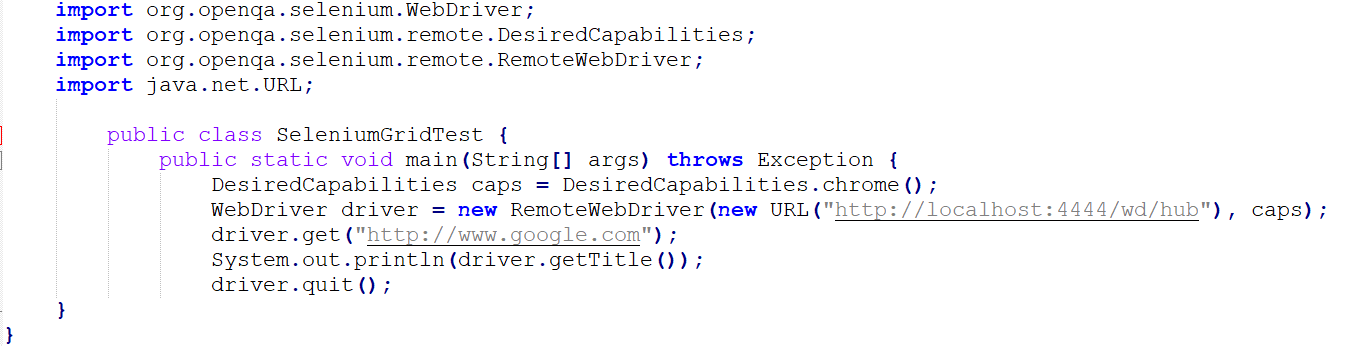 import org.openqa.selenium.WebDriver;
import org.openqa.selenium.remote.DesiredCapabilities;
import org.openqa.selenium.remote.RemoteWebDriver;
import java.net.URL;
public class SeleniumGridTest {
public static void main(String[] args) throws Exception {
DesiredCapabilities caps = DesiredCapabilities.chrome();
WebDriver driver = new RemoteWebDriver(new URL("http://localhost:4444/wd/hub"), caps);
driver.get("http://www.google.com");
System.out.println(driver.getTitle());
driver.quit();
}
}